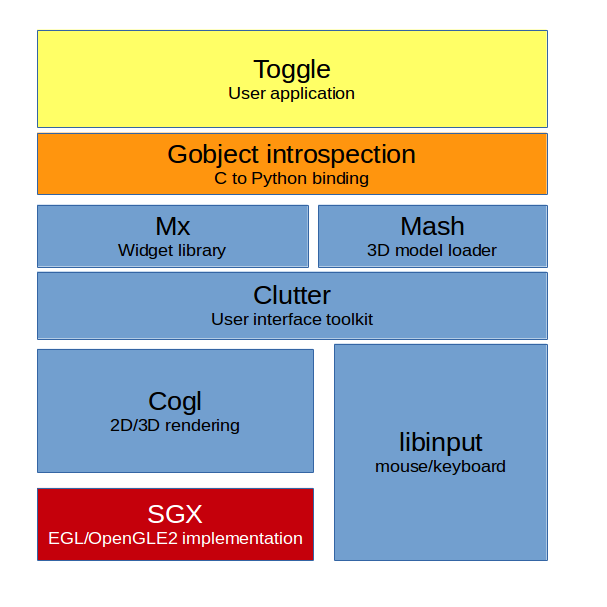 Toggle
User application
Gobject introspection
C to Python binding
Mx
Widget library
Mash
3D model loader
Clutter
User interface toolkit
Cogl
2D/3D rendering
libinput
mouse/keyboard
SGX
EGL/OpenGLE2 implementation